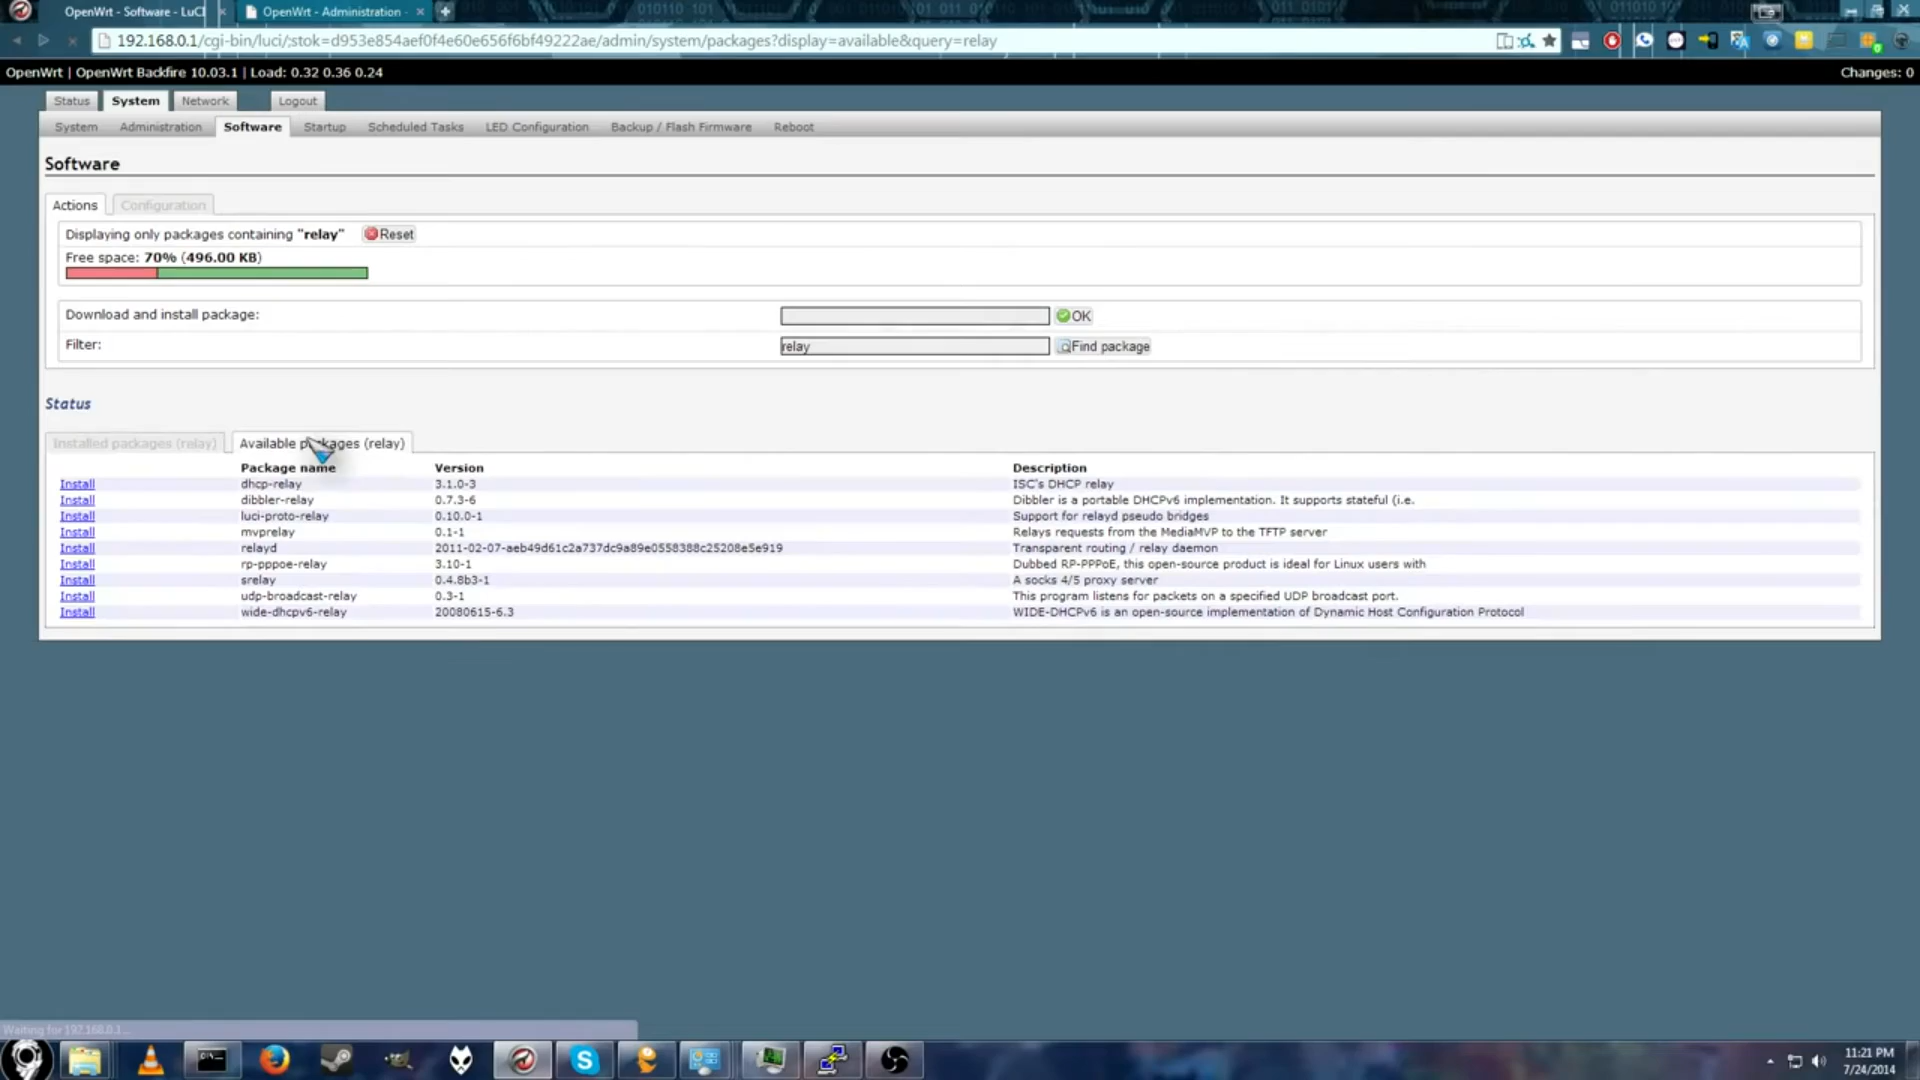 OpenWrt - Software - LuCI
OpenWrt - Administration -
192.168.0.1/cgi-bin/luci/;stok=d953e854aef0f4e60e656f6bf49222ae/admin/system/packages?display=available&query=relay
OpenWrt | OpenWrt Backfire 10.03.1 | Load: 0.32 0.36 0.24
Changes: 0
Status System Network Logout
System Administration Software Startup Scheduled Tasks LED Configuration Backup / Flash Firmware Reboot
Software
Actions Configuration
Displaying only packages containing "relay" Reset
Free space: 70% (496.00 KB)
Download and install package: OK
Filter: relay Find package
Status
Installed packages (relay) Available packages (relay)
Package name Version Description
Install dhcp-relay 3.1.0-3 ISC's DHCP relay
Install dibbler-relay 0.7.3-6 Dibbler is a portable DHCPv6 implementation. It supports stateful (i.e.
Install luci-proto-relay 0.10.0-1 Support for relayd pseudo bridges
Install mvprelay 0.1-1 Relays requests from the MediaMVP to the TFTP server
Install relayd 2011-02-07-aeb49d61c2a737dc9a89e0558388c25208e5e919 Transparent routing / relay daemon
Install rp-pppoe-relay 3.10-1 Dubbed RP-PPPoE, this open-source product is ideal for Linux users with
Install srelay 0.4.8b3-1 A socks 4/5 proxy server
Install udp-broadcast-relay 0.3-1 This program listens for packets on a specified UDP broadcast port.
Install wide-dhcpv6-relay 20080615-6.3 WIDE-DHCPv6 is an open-source implementation of Dynamic Host Configuration Protocol
Waiting for 192.168.0.1...
11:21 PM
7/24/2014